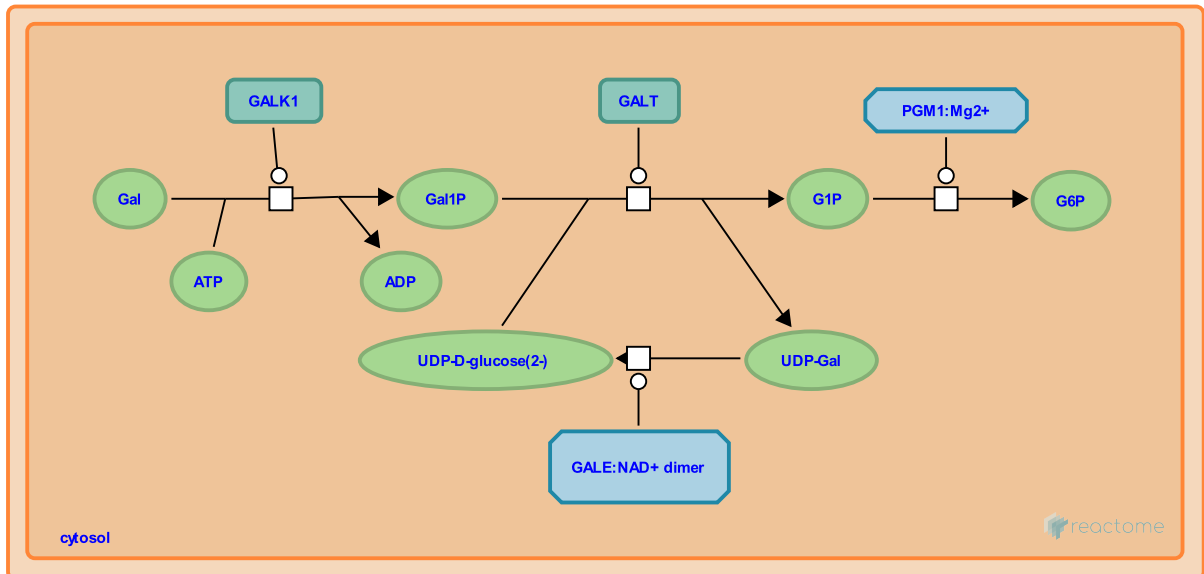 GALK1
GALT
PGM1:Mg2+
Gal
Gal1P
G1P
G6P
ATP
ADP
UDP-D-glucose(2-)
UDP-Gal
GALE:NAD+ dimer
reactome
cytosol